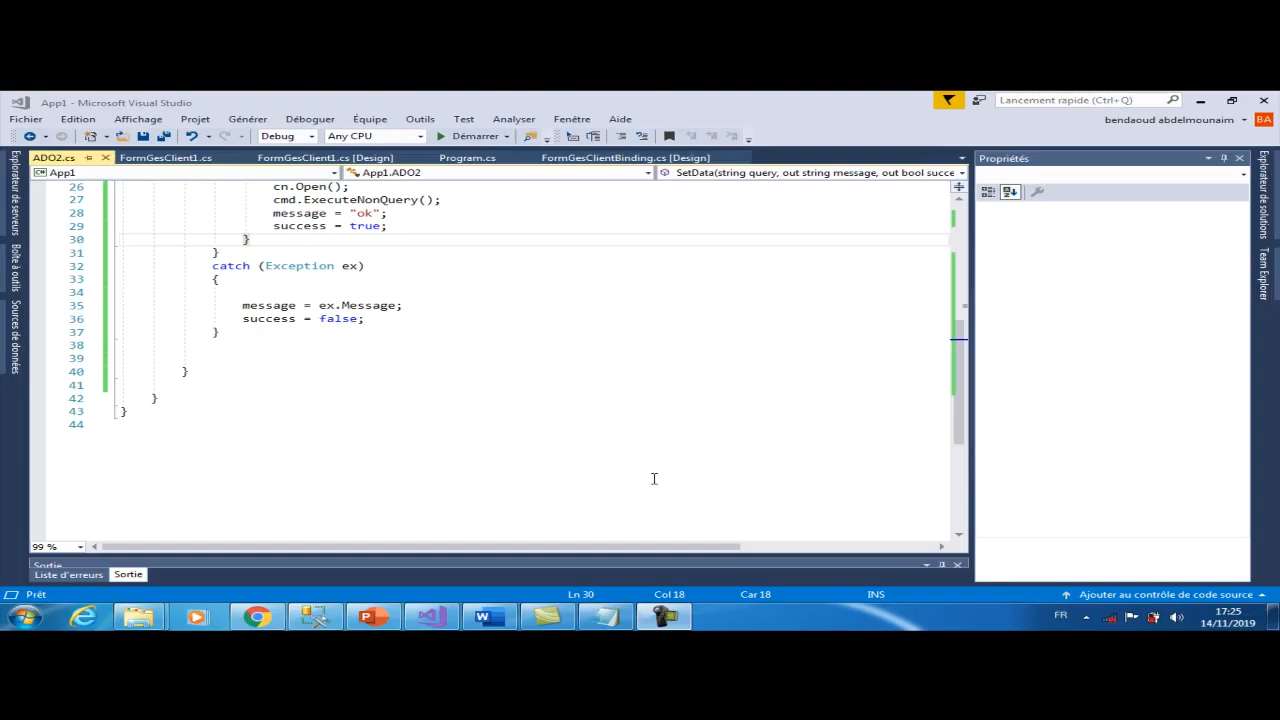 App1 - Microsoft Visual Studio
Lancement rapide (Ctrl+Q)
Fichier Edition Affichage Projet Générer Déboguer Équipe Outils Test Analyser Fenêtre Aide
bendaoud abdelmounaim BA
Debug Any CPU Démarrer
ADO2.cs FormGesClient1.cs FormGesClient1.cs [Design] Program.cs FormGesClientBinding.cs [Design]
App1 App1.ADO2 SetData(string query, out string message, out bool succe
Propriétés
Explorateur de serveurs
Boîte à outils
Sources de données
Explorateur de solutions
Team Explorer
26 cn.Open();
27 cmd.ExecuteNonQuery();
28 message = "ok";
29 success = true;
30 }
31 }
32 catch (Exception ex)
33 {
34
35 message = ex.Message;
36 success = false;
37 }
38
39
40 }
41
42 }
43 }
44
99 %
Sortie
Liste d'erreurs Sortie
Prêt Ln 30 Col 18 Car 18 INS Ajouter au contrôle de code source
FR
17:25
14/11/2019